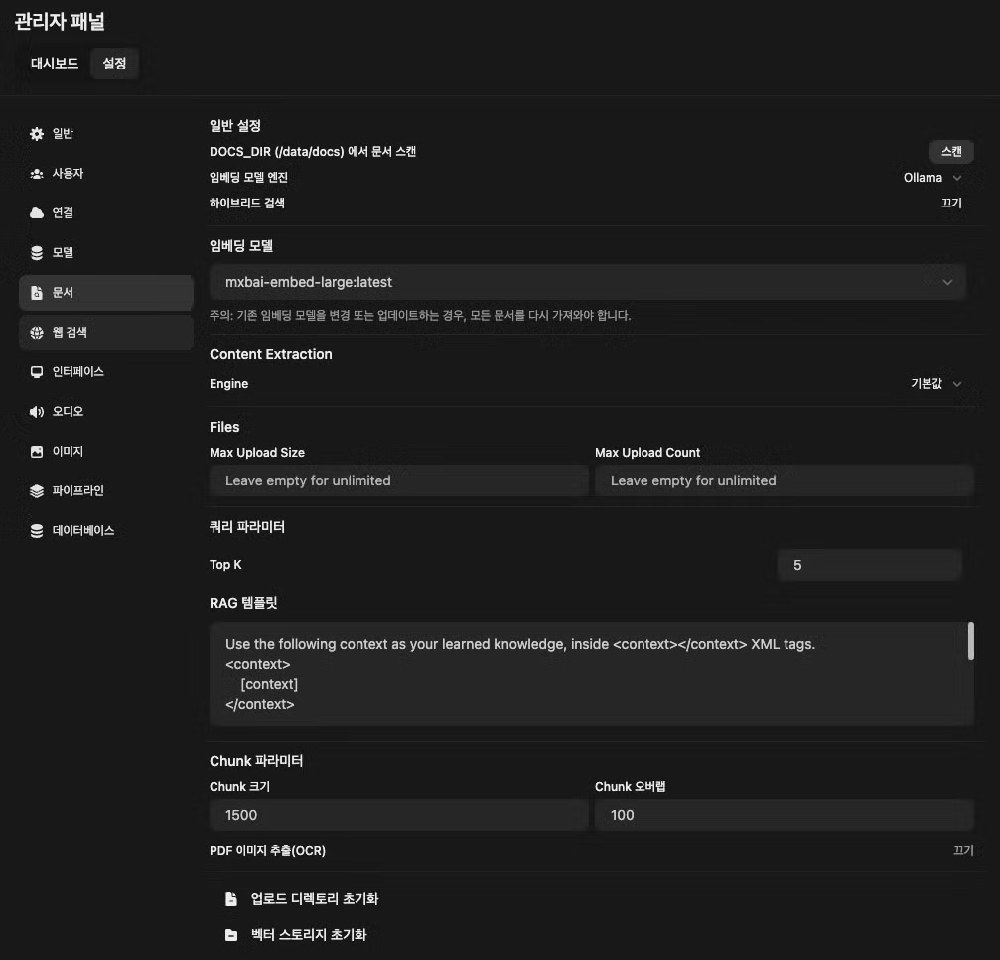 관리자 패널
대시보드 설정
일반
사용자
연결
모델
문서
웹 검색
인터페이스
오디오
이미지
파이프라인
데이터베이스
일반 설정
DOCS_DIR (/data/docs) 에서 문서 스캔 스캔
임베딩 모델 엔진 Ollama
하이브리드 검색 끄기
임베딩 모델
mxbai-embed-large:latest
주의: 기존 임베딩 모델을 변경 또는 업데이트하는 경우, 모든 문서를 다시 가져와야 합니다.
Content Extraction
Engine 기본값
Files
Max Upload Size Max Upload Count
Leave empty for unlimited Leave empty for unlimited
쿼리 파라미터
Top K 5
RAG 템플릿
Use the following context as your learned knowledge, inside <context></context> XML tags.
<context>
[context]
</context>
Chunk 파라미터
Chunk 크기 Chunk 오버랩
1500 100
PDF 이미지 추출(OCR) 끄기
업로드 디렉토리 초기화
벡터 스토리지 초기화